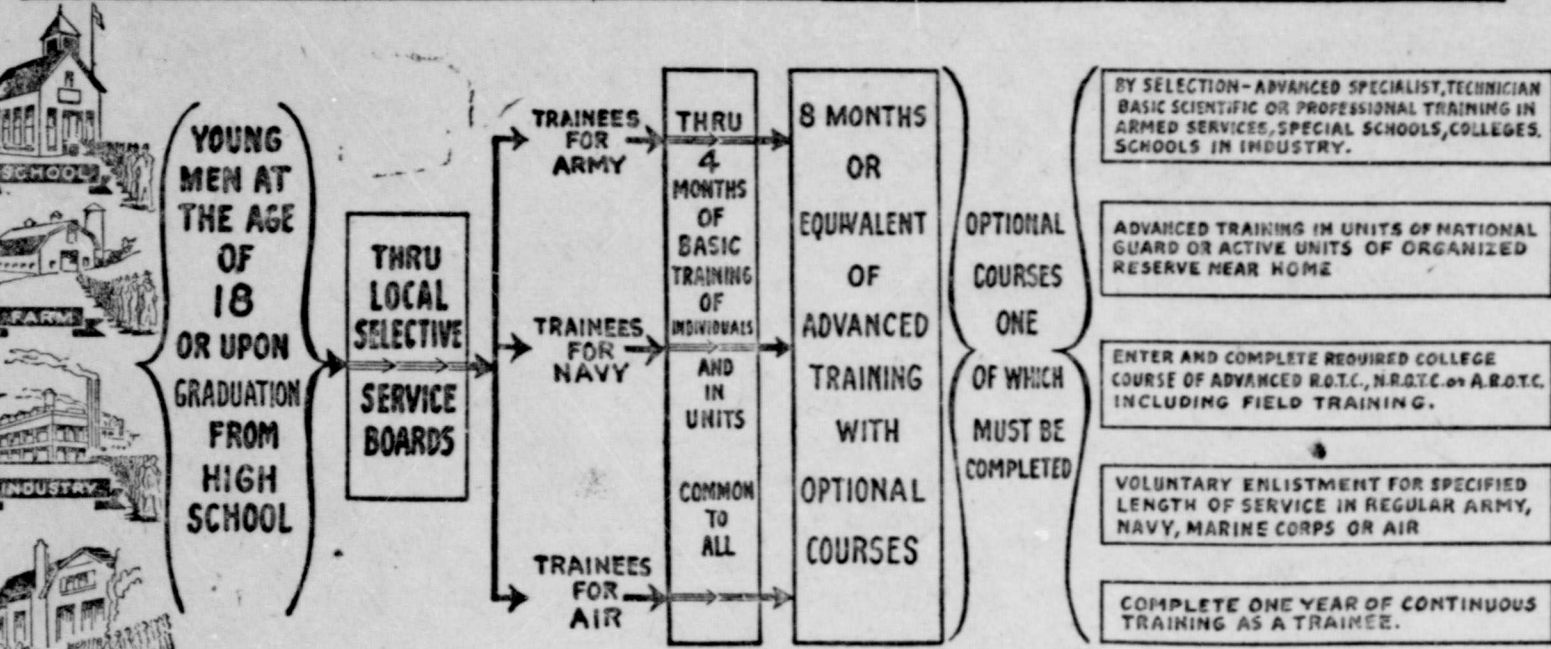 SCHOOL
FARM
INDUSTRY
YOUNG
MEN AT
THE AGE
OF
18
OR UPON
GRADUATION
FROM
HIGH
SCHOOL
THRU
LOCAL
SELECTIVE
SERVICE
BOARDS
TRAINEES
FOR
ARMY
TRAINEES
FOR
NAVY
TRAINEES
FOR
AIR
THRU
4
MONTHS
OF
BASIC
TRAINING
OF
INDIVIDUALS
AND
IN
UNITS
COMMON
TO
ALL
8 MONTHS
OR
EQUIVALENT
OF
ADVANCED
TRAINING
WITH
OPTIONAL
COURSES
OPTIONAL
COURSES
ONE
OF WHICH
MUST BE
COMPLETED
BY SELECTION - ADVANCED SPECIALIST, TECHNICIAN
BASIC SCIENTIFIC OR PROFESSIONAL TRAINING IN
ARMED SERVICES, SPECIAL SCHOOLS, COLLEGES.
SCHOOLS IN INDUSTRY.
ADVANCED TRAINING IN UNITS OF NATIONAL
GUARD OR ACTIVE UNITS OF ORGANIZED
RESERVE NEAR HOME
ENTER AND COMPLETE REQUIRED COLLEGE
COURSE OF ADVANCED R.O.T.C., N.R.O.T.C. or A.R.O.T.C.
INCLUDING FIELD TRAINING.
VOLUNTARY ENLISTMENT FOR SPECIFIED
LENGTH OF SERVICE IN REGULAR ARMY,
NAVY, MARINE CORPS OR AIR
COMPLETE ONE YEAR OF CONTINUOUS
TRAINING AS A TRAINEE.